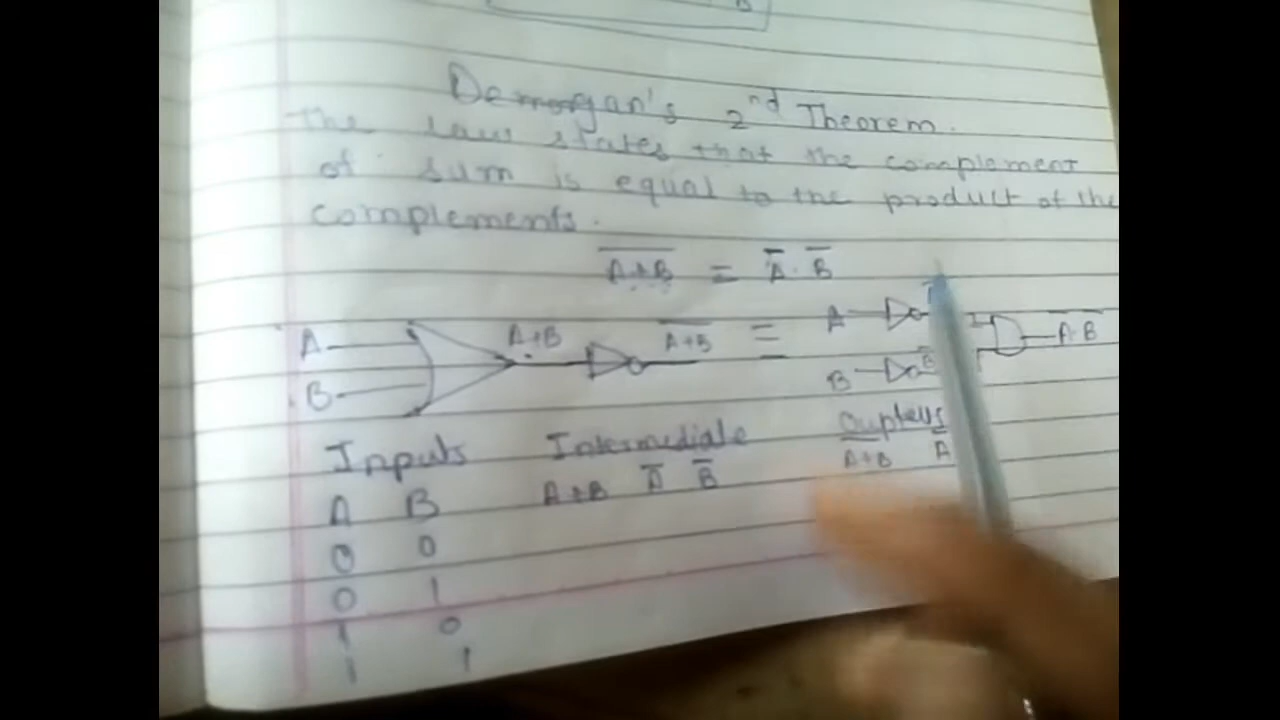 Demorgan's 2nd Theorem.
The law states that the complement
of sum is equal to the product of the
complements.
A̅+̅B̅ = A̅ . B̅
A
B
A+B
A̅+̅B̅
=
A
B
B̅
A̅·B̅
Inputs Intermediate Ouptuts
A B A+B A̅ B̅ A̅+̅B̅ A̅
0 0
0 1
1 0
1 1